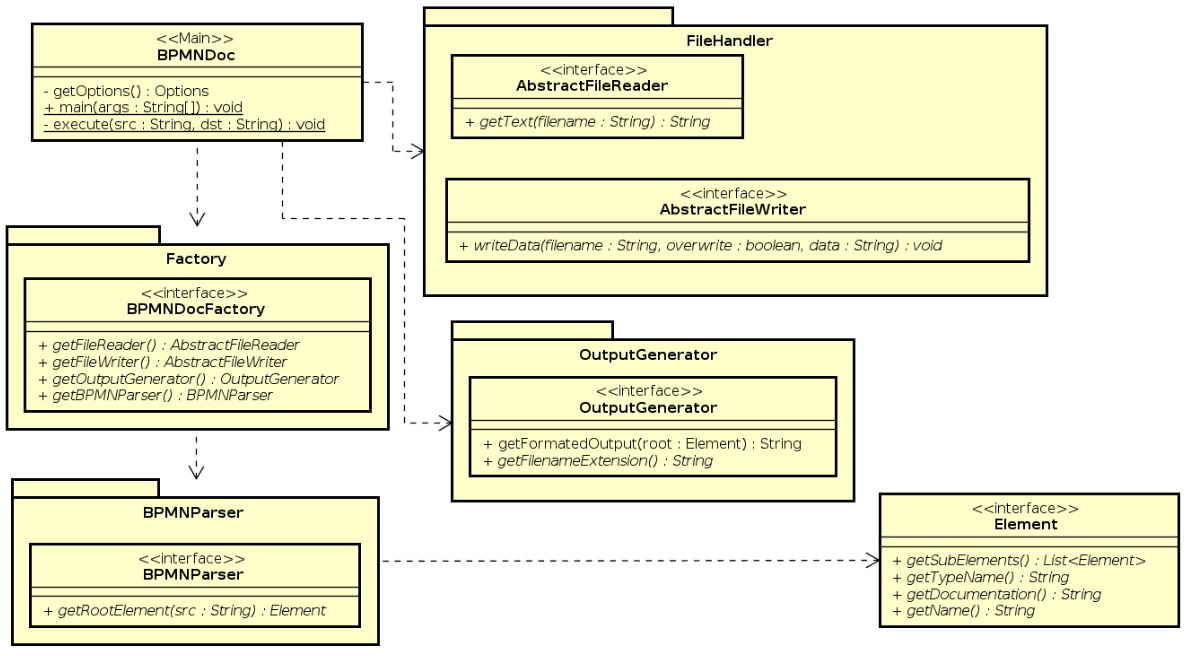 <<Main>>
BPMNDoc
- getOptions() : Options
+ main(args : String[]) : void
- execute(src : String, dst : String) : void
FileHandler
<<interface>>
AbstractFileReader
+ getText(filename : String) : String
<<interface>>
AbstractFileWriter
+ writeData(filename : String, overwrite : boolean, data : String) : void
Factory
<<interface>>
BPMNDocFactory
+ getFileReader() : AbstractFileReader
+ getFileWriter() : AbstractFileWriter
+ getOutputGenerator() : OutputGenerator
+ getBPMNParser() : BPMNParser
OutputGenerator
<<interface>>
OutputGenerator
+ getFormatedOutput(root : Element) : String
+ getFilenameExtension() : String
BPMNParser
<<interface>>
BPMNParser
+ getRootElement(src : String) : Element
<<interface>>
Element
+ getSubElements() : List<Element>
+ getTypeName() : String
+ getDocumentation() : String
+ getName() : String